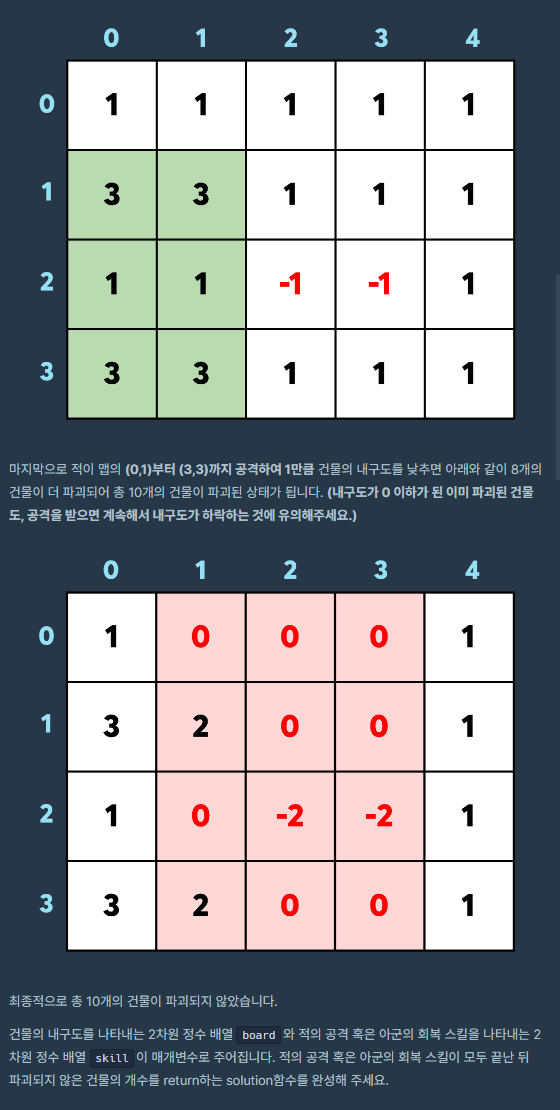 0 1 2 3 4
0 1 1 1 1 1
1 3 3 1 1 1
2 1 1 -1 -1 1
3 3 3 1 1 1
마지막으로 적이 맵의 (0,1)부터 (3,3)까지 공격하여 1만큼 건물의 내구도를 낮추면 아래와 같이 8개의
건물이 더 파괴되어 총 10개의 건물이 파괴된 상태가 됩니다. (내구도가 0 이하가 된 이미 파괴된 건물
도, 공격을 받으면 계속해서 내구도가 하락하는 것에 유의해주세요.)
0 1 2 3 4
0 1 0 0 0 1
1 3 2 0 0 1
2 1 0 -2 -2 1
3 3 2 0 0 1
최종적으로 총 10개의 건물이 파괴되지 않았습니다.
건물의 내구도를 나타내는 2차원 정수 배열 board 와 적의 공격 혹은 아군의 회복 스킬을 나타내는 2
차원 정수 배열 skill 이 매개변수로 주어집니다. 적의 공격 혹은 아군의 회복 스킬이 모두 끝난 뒤
파괴되지 않은 건물의 개수를 return하는 solution함수를 완성해 주세요.